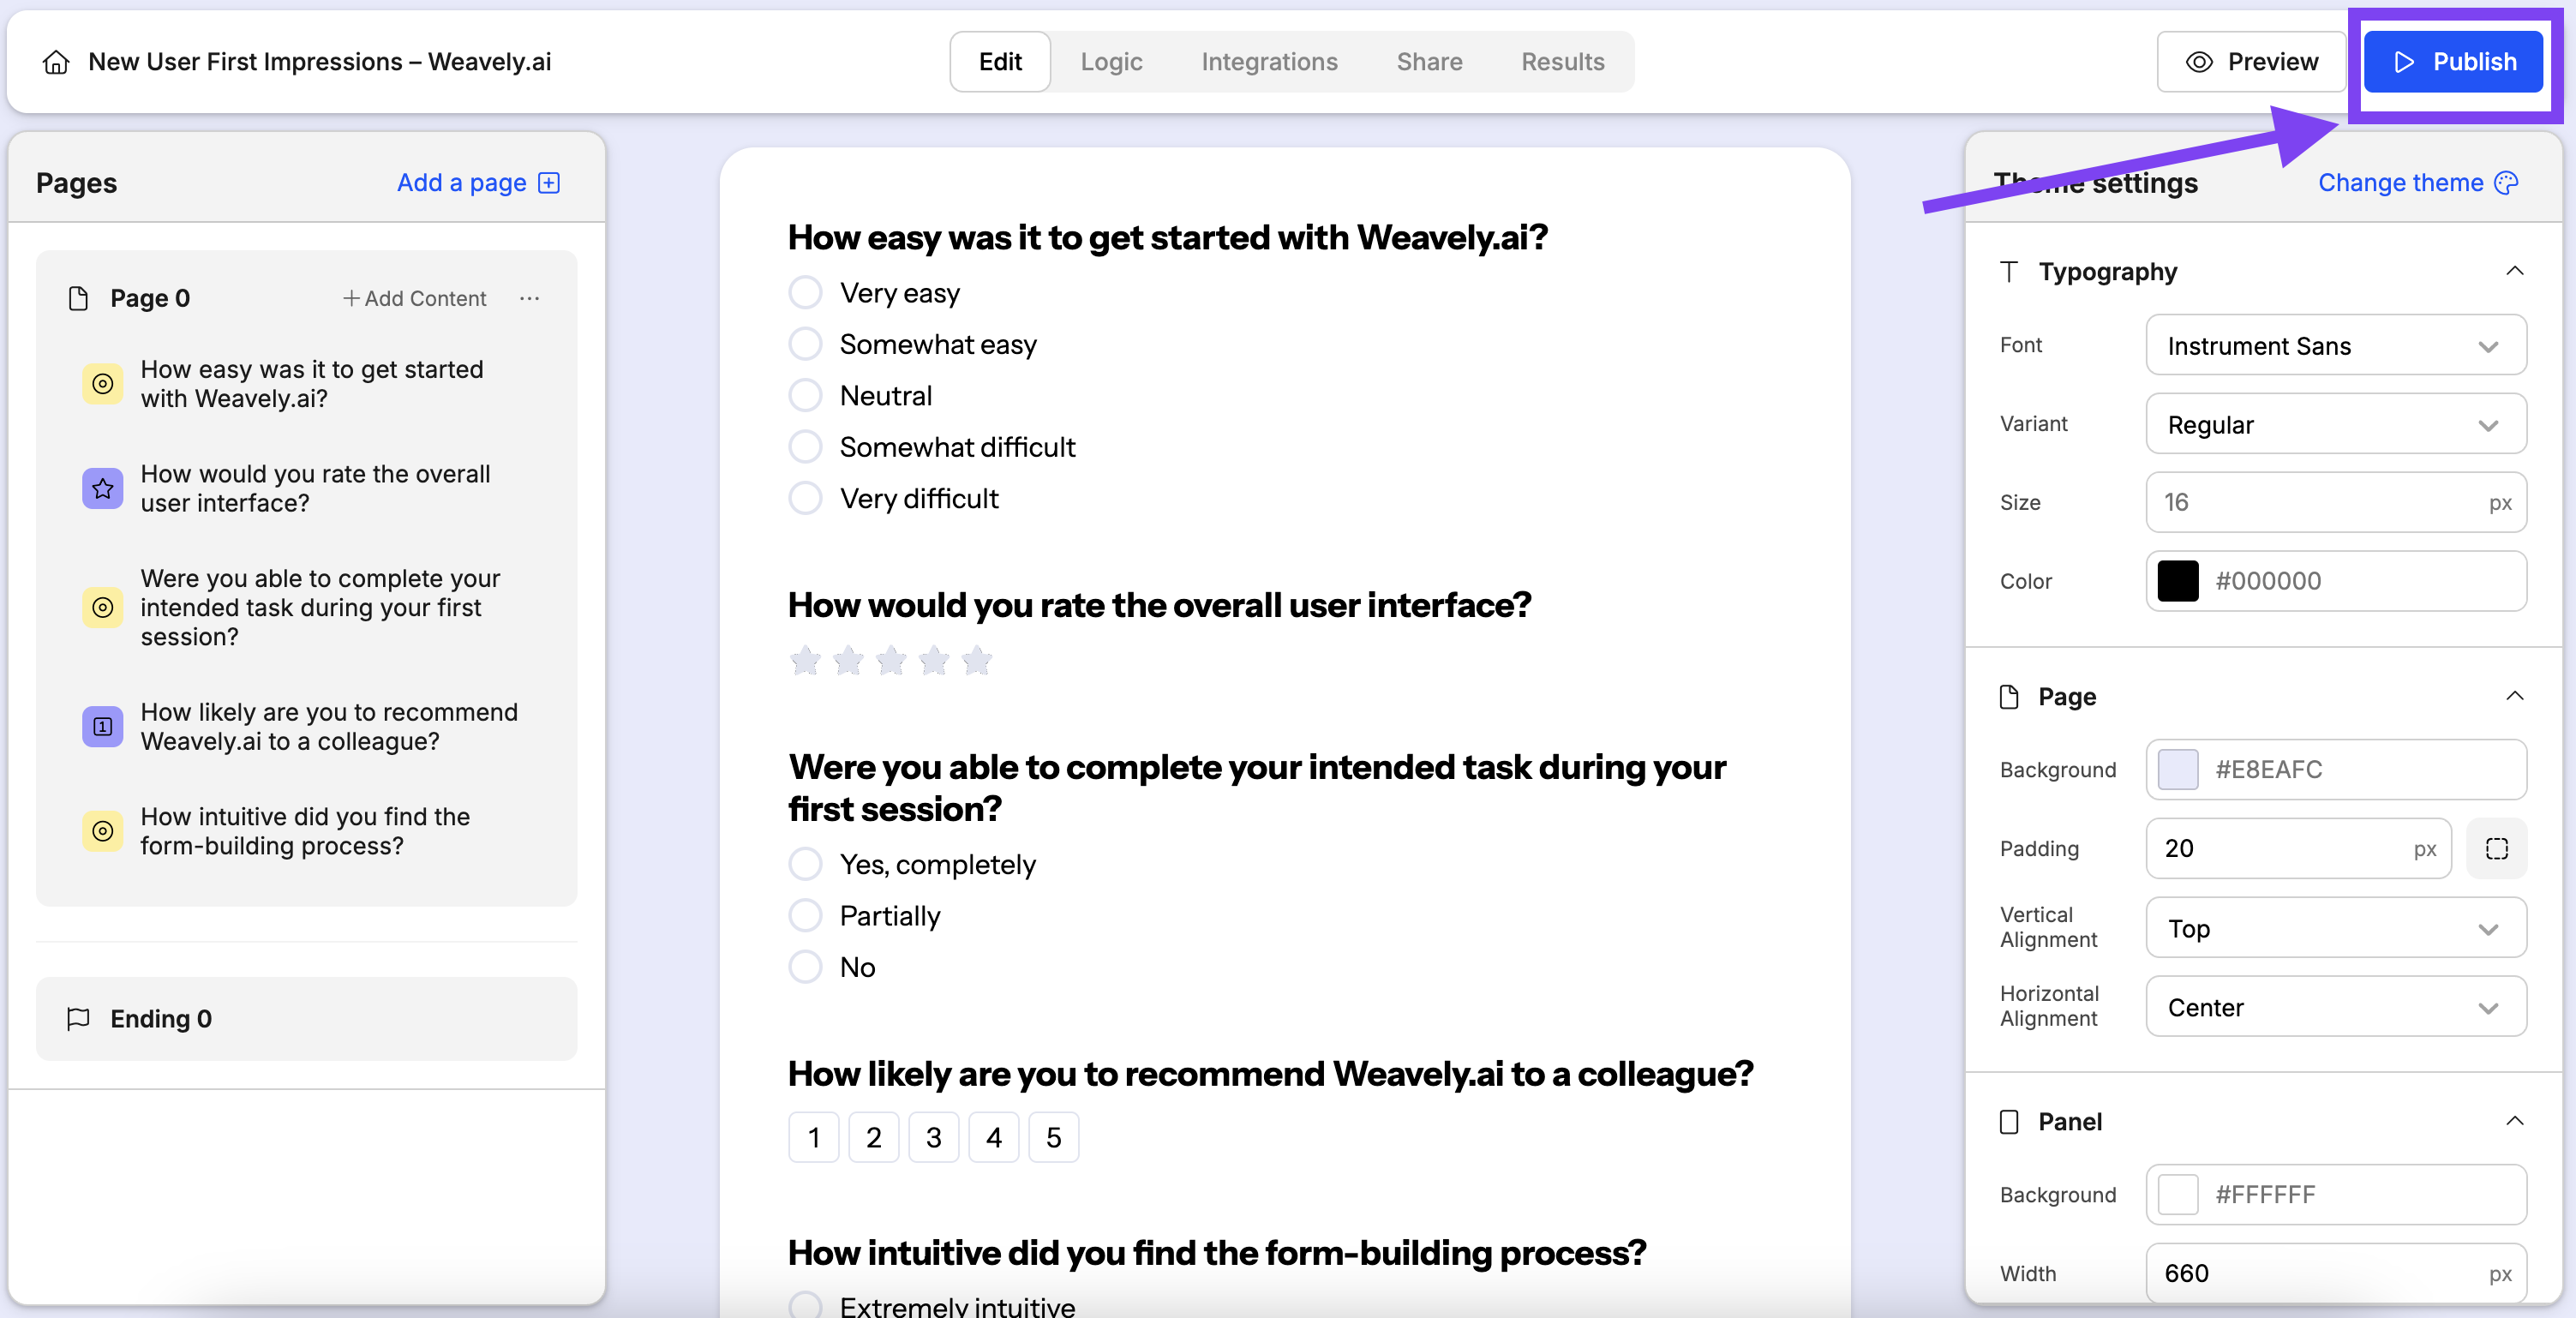 New User First Impressions – Weavely.ai
Edit
Logic
Integrations
Share
Results
Preview
Publish
Pages
Add a page
Page 0
Add Content
How easy was it to get started
with Weavely.ai?
How would you rate the overall
user interface?
Were you able to complete your
intended task during your first
session?
1
How likely are you to recommend
Weavely.ai to a colleague?
How intuitive did you find the
form-building process?
Ending 0
How easy was it to get started with Weavely.ai?
Very easy
Somewhat easy
Neutral
Somewhat difficult
Very difficult
How would you rate the overall user interface?
Were you able to complete your intended task during your
first session?
Yes, completely
Partially
No
How likely are you to recommend Weavely.ai to a colleague?
1 2 3 4 5
How intuitive did you find the form-building process?
Extremely intuitive
Theme settings
Change theme
Typography
Font
Instrument Sans
Variant
Regular
Size
16 px
Color
#000000
Page
Background
#E8EAFC
Padding
20 px
Vertical
Alignment
Top
Horizontal
Alignment
Center
Panel
Background
#FFFFFF
Width
660 px